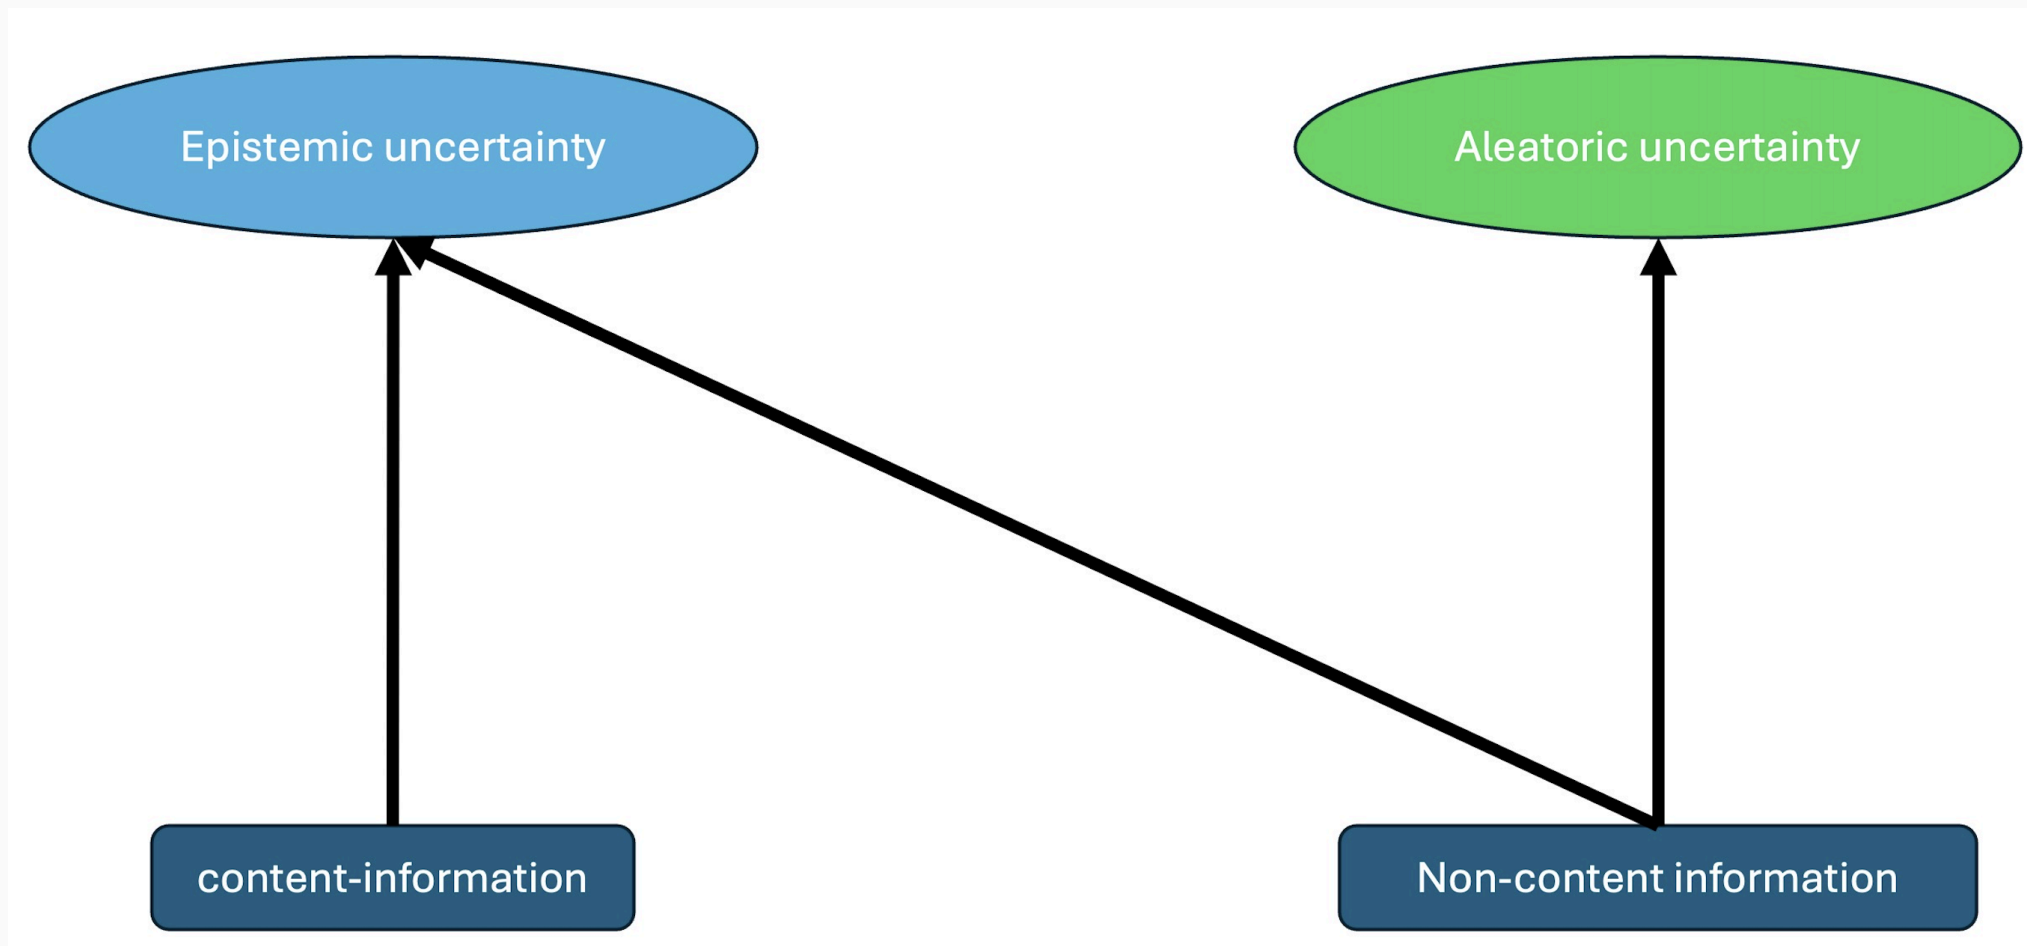 Epistemic uncertainty
Aleatoric uncertainty
content-information
Non-content information